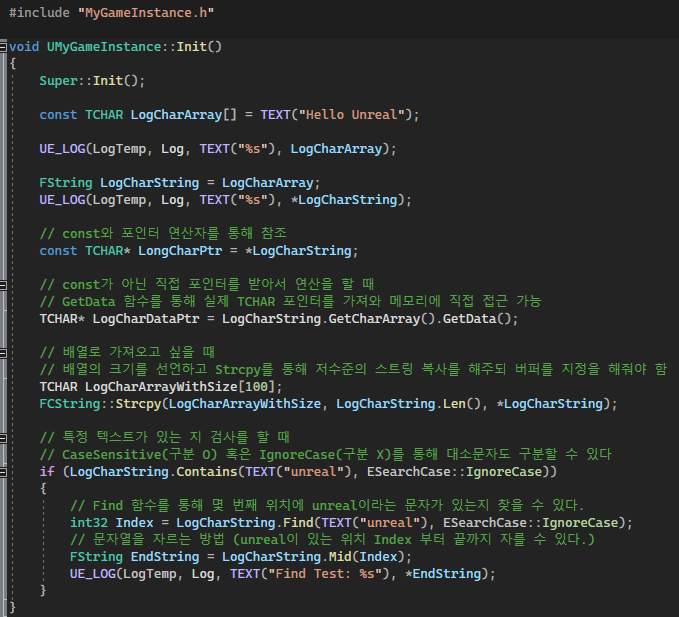 #include "MyGameInstance.h"
void UMyGameInstance::Init()
{
Super::Init();
const TCHAR LogCharArray[] = TEXT("Hello Unreal");
UE_LOG(LogTemp, Log, TEXT("%s"), LogCharArray);
FString LogCharString = LogCharArray;
UE_LOG(LogTemp, Log, TEXT("%s"), *LogCharString);
// const와 포인터 연산자를 통해 참조
const TCHAR* LongCharPtr = *LogCharString;
// const가 아닌 직접 포인터를 받아서 연산을 할 때
// GetData 함수를 통해 실제 TCHAR 포인터를 가져와 메모리에 직접 접근 가능
TCHAR* LogCharDataPtr = LogCharString.GetCharArray().GetData();
// 배열로 가져오고 싶을 때
// 배열의 크기를 선언하고 Strcpy를 통해 저수준의 스트링 복사를 해주되 버퍼를 지정을 해줘야 함
TCHAR LogCharArrayWithSize[100];
FCString::Strcpy(LogCharArrayWithSize, LogCharString.Len(), *LogCharString);
// 특정 텍스트가 있는 지 검사를 할 때
// CaseSensitive(구분 O) 혹은 IgnoreCase(구분 X)를 통해 대소문자도 구분할 수 있다
if (LogCharString.Contains(TEXT("unreal"), ESearchCase::IgnoreCase))
{
// Find 함수를 통해 몇 번째 위치에 unreal이라는 문자가 있는지 찾을 수 있다.
int32 Index = LogCharString.Find(TEXT("unreal"), ESearchCase::IgnoreCase);
// 문자열을 자르는 방법 (unreal이 있는 위치 Index 부터 끝까지 자를 수 있다.)
FString EndString = LogCharString.Mid(Index);
UE_LOG(LogTemp, Log, TEXT("Find Test: %s"), *EndString);
}
}